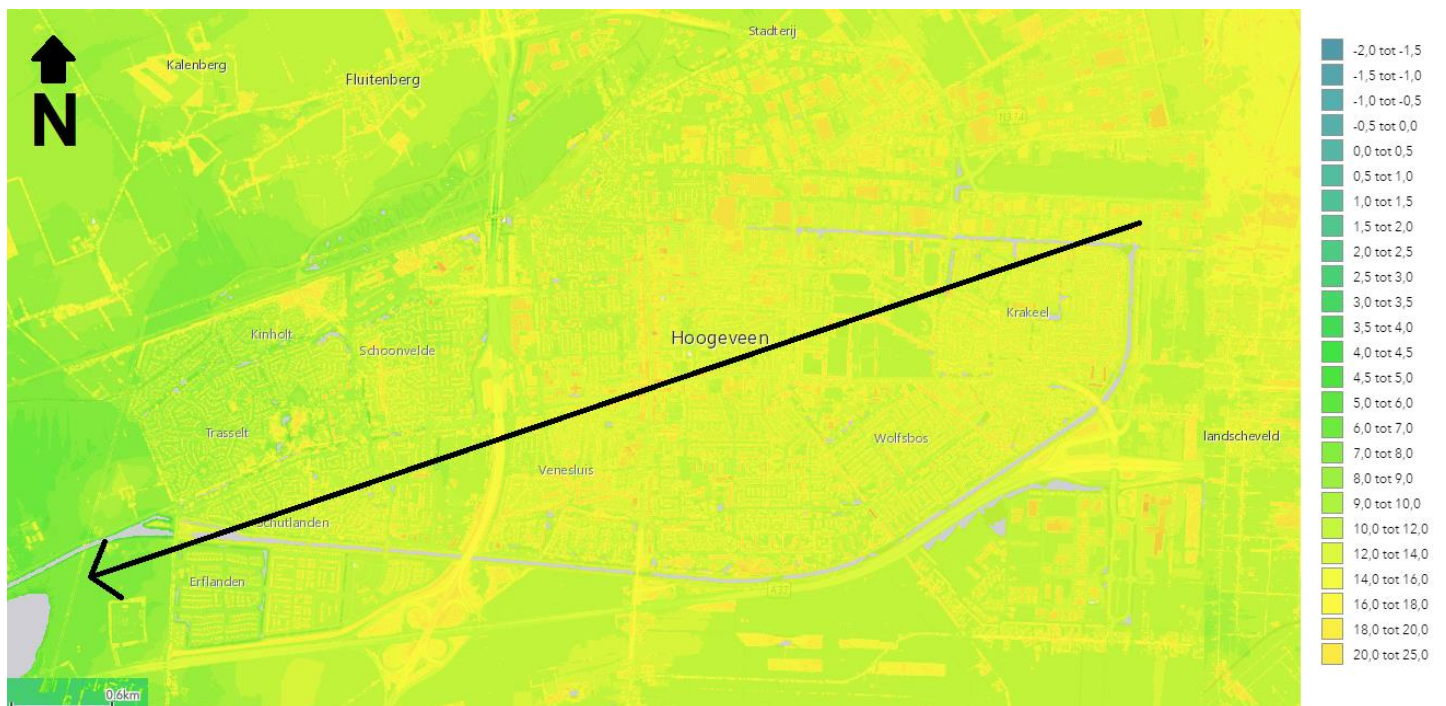 Stadterij
Kalenberg
Fluitenberg
N
Kinholt
Schoonvelde
Hoogeveen
Krakeel
Trasselt
Wolfsbos
landscheveld
Venesluis
Schutlanden
Erflanden
0.6km
-2,0 tot -1,5
-1,5 tot -1,0
-1,0 tot -0,5
-0,5 tot 0,0
0,0 tot 0,5
0,5 tot 1,0
1,0 tot 1,5
1,5 tot 2,0
2,0 tot 2,5
2,5 tot 3,0
3,0 tot 3,5
3,5 tot 4,0
4,0 tot 4,5
4,5 tot 5,0
5,0 tot 6,0
6,0 tot 7,0
7,0 tot 8,0
8,0 tot 9,0
9,0 tot 10,0
10,0 tot 12,0
12,0 tot 14,0
14,0 tot 16,0
16,0 tot 18,0
18,0 tot 20,0
20,0 tot 25,0